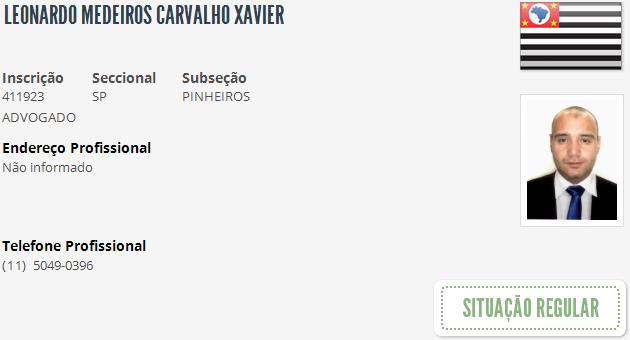 LEONARDO MEDEIROS CARVALHO XAVIER
Inscrição Seccional Subseção
411923 SP PINHEIROS
ADVOGADO
Endereço Profissional
Não informado
Telefone Profissional
(11) 5049-0396
SITUAÇÃO REGULAR